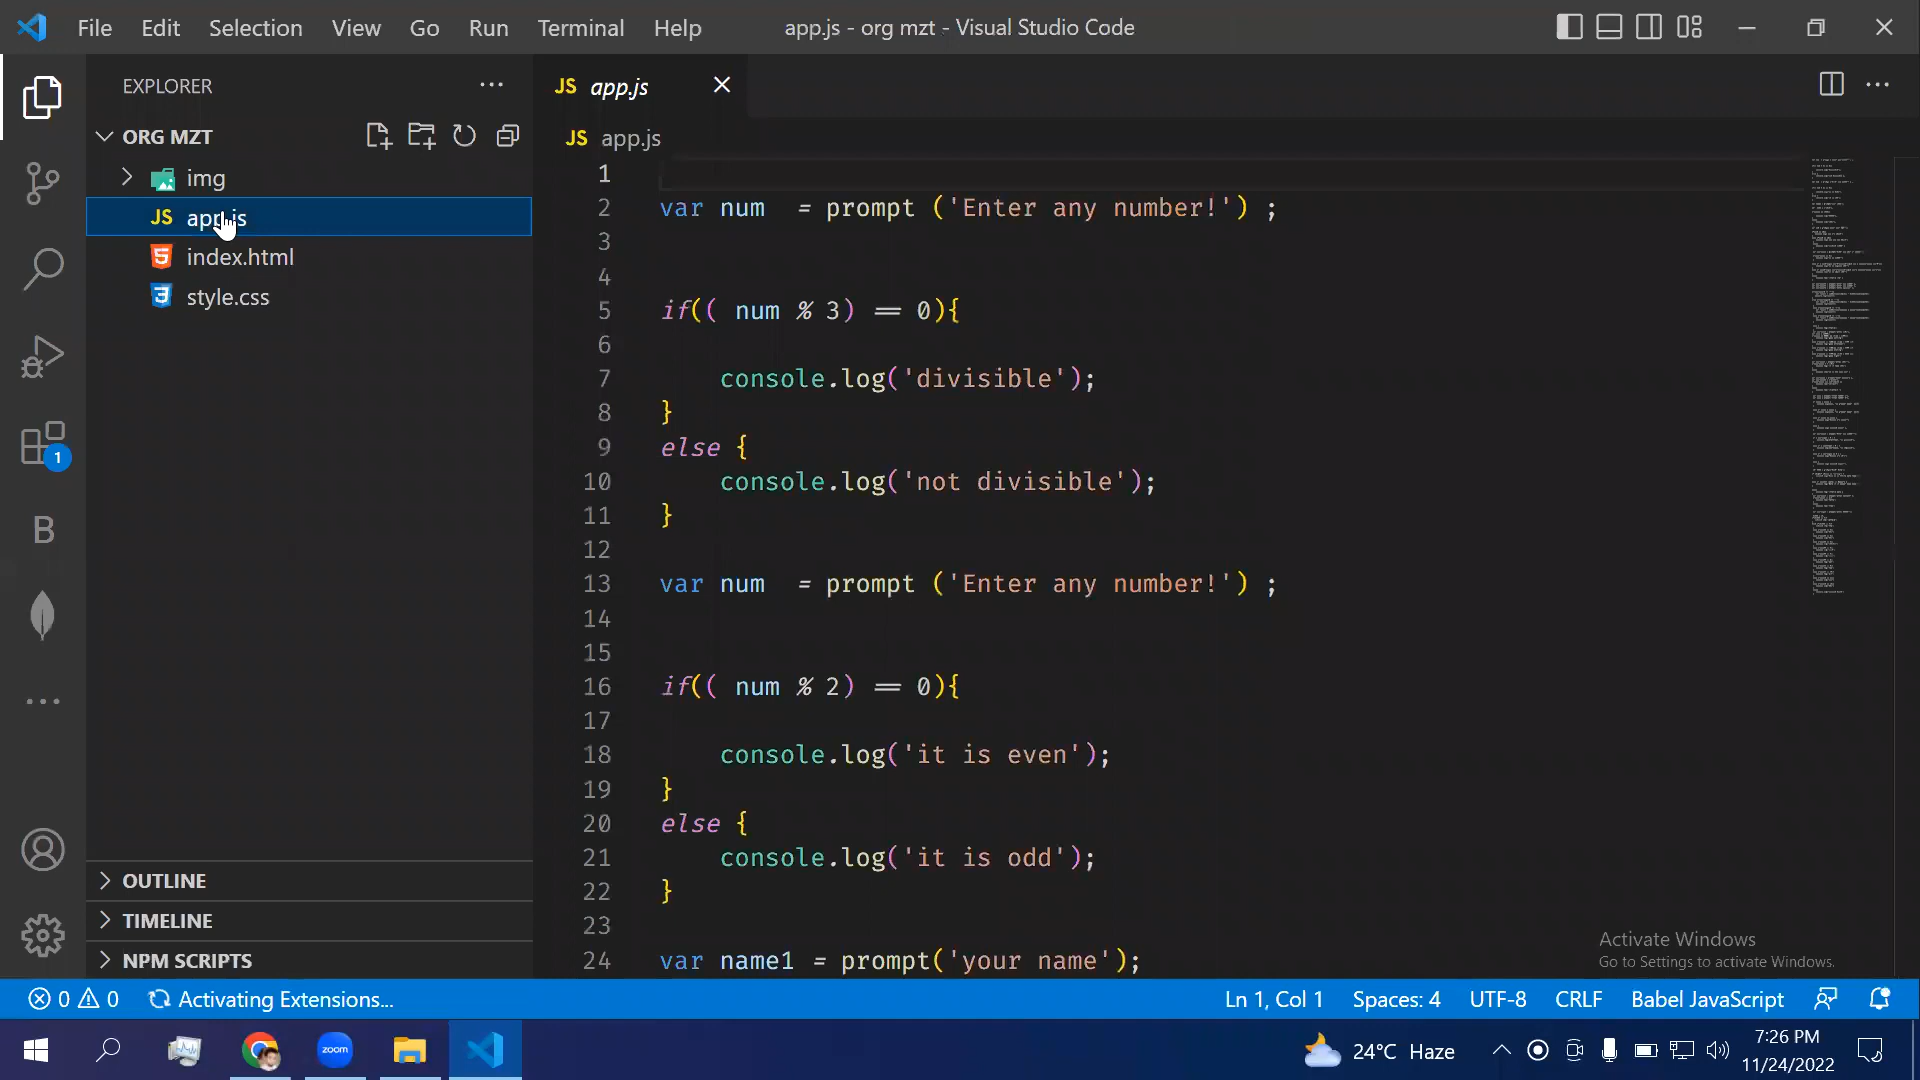 File Edit Selection View Go Run Terminal Help
app.js - org mzt - Visual Studio Code
EXPLORER
ORG MZT
img
JS app.js
index.html
style.css
OUTLINE
TIMELINE
NPM SCRIPTS
1
B
JS app.js
JS app.js
1
2 var num = prompt ('Enter any number!') ;
3
4
5 if(( num % 3) == 0){
6
7 console.log('divisible');
8 }
9 else {
10 console.log('not divisible');
11 }
12
13 var num = prompt ('Enter any number!') ;
14
15
16 if(( num % 2) == 0){
17
18 console.log('it is even');
19 }
20 else {
21 console.log('it is odd');
22 }
23
24 var name1 = prompt('your name');
Activate Windows
Go to Settings to activate Windows.
0 0 Activating Extensions...
Ln 1, Col 1 Spaces: 4 UTF-8 CRLF Babel JavaScript
zoom
24°C Haze
7:26 PM
11/24/2022